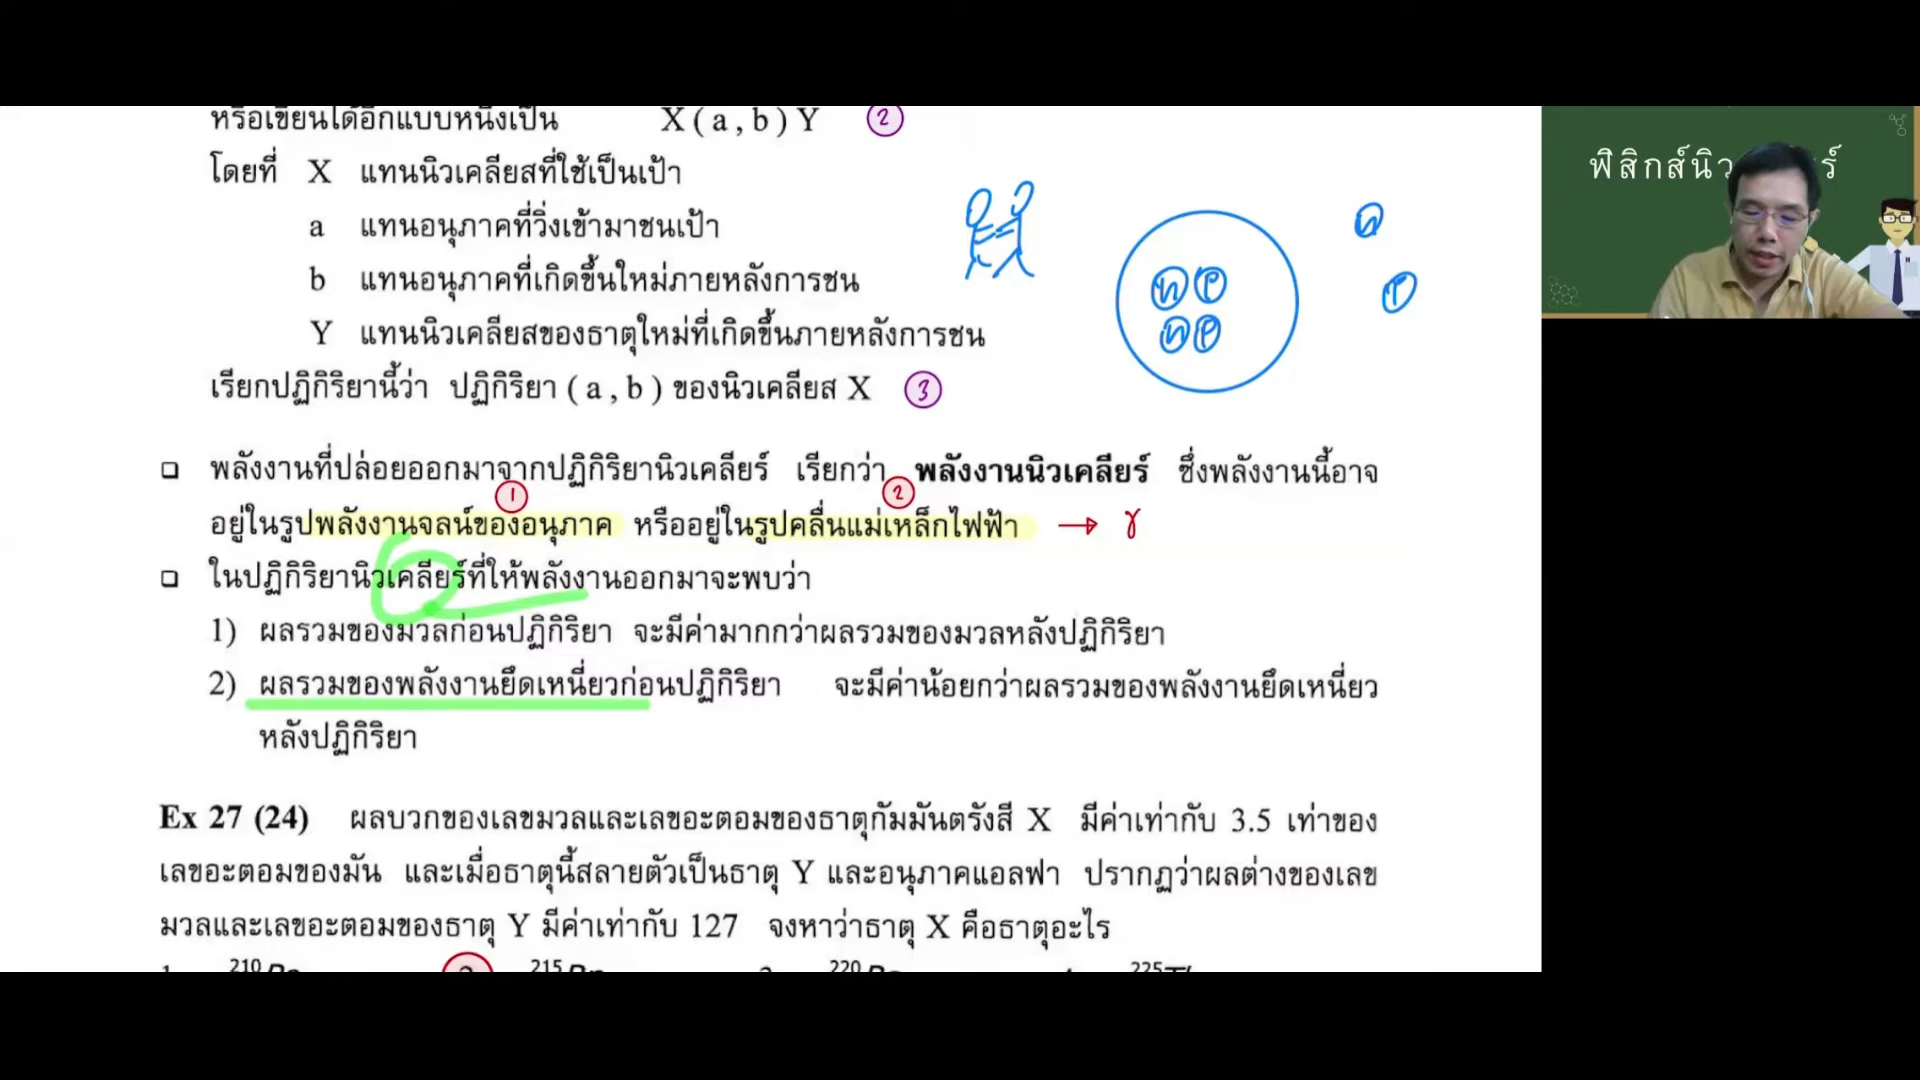 หรือเขียนได้อีกแบบหนึ่งเป็น X ( a , b ) Y 2
โดยที่ X แทนนิวเคลียสที่ใช้เป็นเป้า
a แทนอนุภาคที่วิ่งเข้ามาชนเป้า
b แทนอนุภาคที่เกิดขึ้นใหม่ภายหลังการชน
Y แทนนิวเคลียสของธาตุใหม่ที่เกิดขึ้นภายหลังการชน
เรียกปฏิกิริยานี้ว่า ปฏิกิริยา ( a , b ) ของนิวเคลียส X 3
n
n P P
n P
ฟิสิกส์นิว
ร์
❑ พลังงานที่ปล่อยออกมาจากปฏิกิริยานิวเคลียร์ เรียกว่า พลังงานนิวเคลียร์ ซึ่งพลังงานนี้อาจ
1 2
อยู่ในรูปพลังงานจลน์ของอนุภาค หรืออยู่ในรูปคลื่นแม่เหล็กไฟฟ้า → γ
❑ ในปฏิกิริยานิวเคลียร์ที่ให้พลังงานออกมาจะพบว่า
1) ผลรวมของมวลก่อนปฏิกิริยา จะมีค่ามากกว่าผลรวมของมวลหลังปฏิกิริยา
2) ผลรวมของพลังงานยึดเหนี่ยวก่อนปฏิกิริยา จะมีค่าน้อยกว่าผลรวมของพลังงานยึดเหนี่ยว
หลังปฏิกิริยา
Ex 27 (24) ผลบวกของเลขมวลและเลขอะตอมของธาตุกัมมันตรังสี X มีค่าเท่ากับ 3.5 เท่าของ
เลขอะตอมของมัน และเมื่อธาตุนี้สลายตัวเป็นธาตุ Y และอนุภาคแอลฟา ปรากฏว่าผลต่างของเลข
มวลและเลขอะตอมของธาตุ Y มีค่าเท่ากับ 127 จงหาว่าธาตุ X คือธาตุอะไร
210 215 220 225